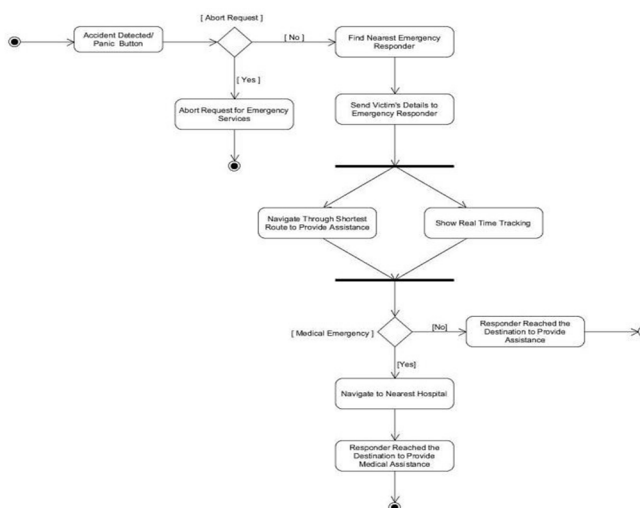 [ Abort Request ]
Accident Detected/
Panic Button
[ No ]
Find Nearest Emergency
Responder
[ Yes ]
Abort Request for Emergency
Services
Send Victim's Details to
Emergency Responder
Navigate Through Shortest
Route to Provide Assistance
Show Real Time Tracking
[ Medical Emergency ]
[No]
Responder Reached the
Destination to Provide
Assistance
[Yes]
Navigate to Nearest Hospital
Responder Reached the
Destination to Provide
Medical Assistance